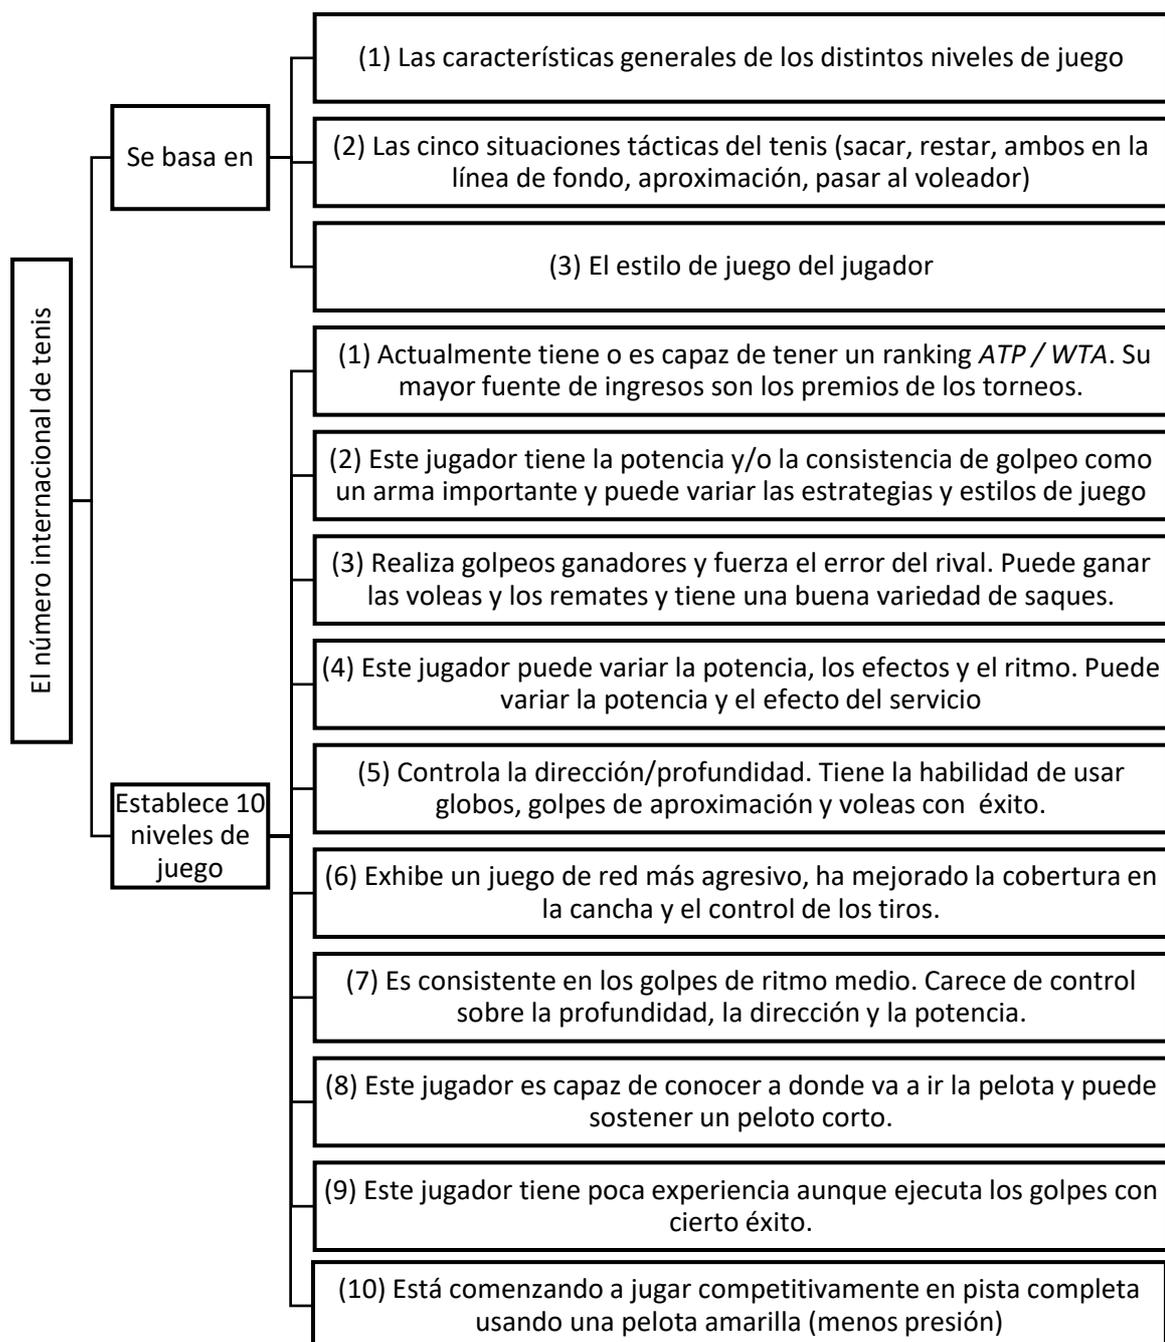 El número internacional de tenis
Se basa en
(1) Las características generales de los distintos niveles de juego
(2) Las cinco situaciones tácticas del tenis (sacar, restar, ambos en la
línea de fondo, aproximación, pasar al voleador)
(3) El estilo de juego del jugador
Establece 10
niveles de
juego
(1) Actualmente tiene o es capaz de tener un ranking ATP / WTA. Su
mayor fuente de ingresos son los premios de los torneos.
(2) Este jugador tiene la potencia y/o la consistencia de golpeo como
un arma importante y puede variar las estrategias y estilos de juego
(3) Realiza golpeos ganadores y fuerza el error del rival. Puede ganar
las voleas y los remates y tiene una buena variedad de saques.
(4) Este jugador puede variar la potencia, los efectos y el ritmo. Puede
variar la potencia y el efecto del servicio
(5) Controla la dirección/profundidad. Tiene la habilidad de usar
globos, golpes de aproximación y voleas con éxito.
(6) Exhibe un juego de red más agresivo, ha mejorado la cobertura en
la cancha y el control de los tiros.
(7) Es consistente en los golpes de ritmo medio. Carece de control
sobre la profundidad, la dirección y la potencia.
(8) Este jugador es capaz de conocer a donde va a ir la pelota y puede
sostener un peloto corto.
(9) Este jugador tiene poca experiencia aunque ejecuta los golpes con
cierto éxito.
(10) Está comenzando a jugar competitivamente en pista completa
usando una pelota amarilla (menos presión)